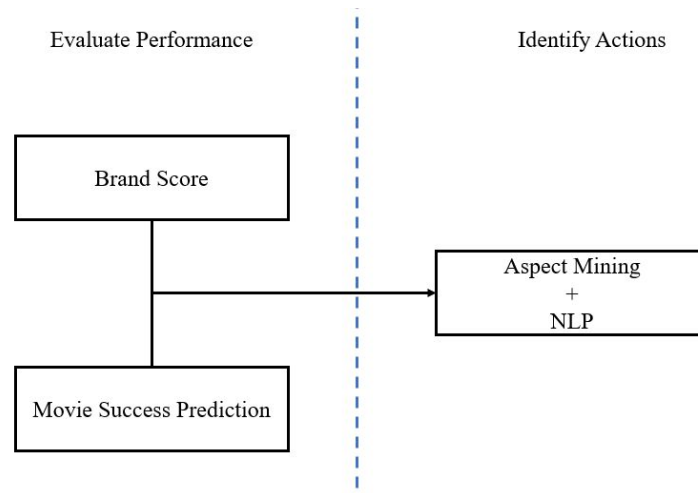 Evaluate Performance
Identify Actions
Brand Score
Aspect Mining
+
NLP
Movie Success Prediction